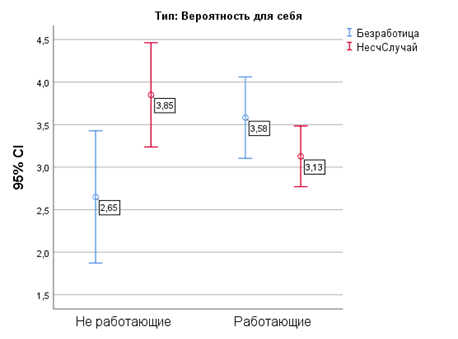 Тип: Вероятность для себя
Безработица
НесчСлучай
4,5
4,0
3,5
3,0
2,5
2,0
1,5
95% CI
2,65
3,85
3,58
3,13
Не работающие
Работающие